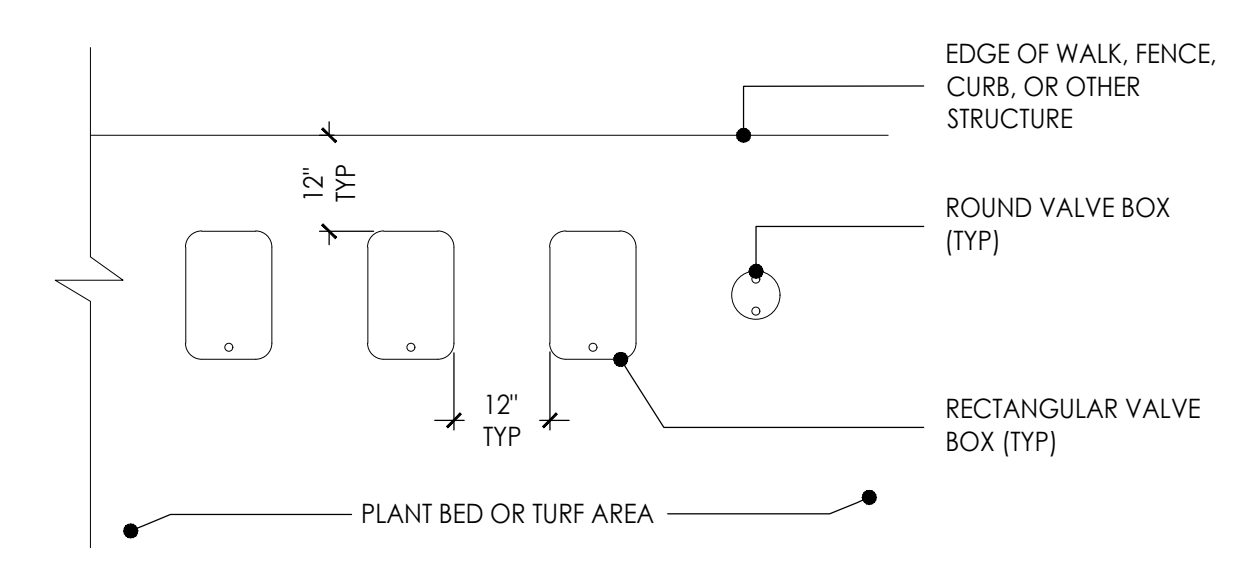 EDGE OF WALK, FENCE,
CURB, OR OTHER
STRUCTURE
12"
TYP
ROUND VALVE BOX
(TYP)
12"
TYP
RECTANGULAR VALVE
BOX (TYP)
PLANT BED OR TURF AREA